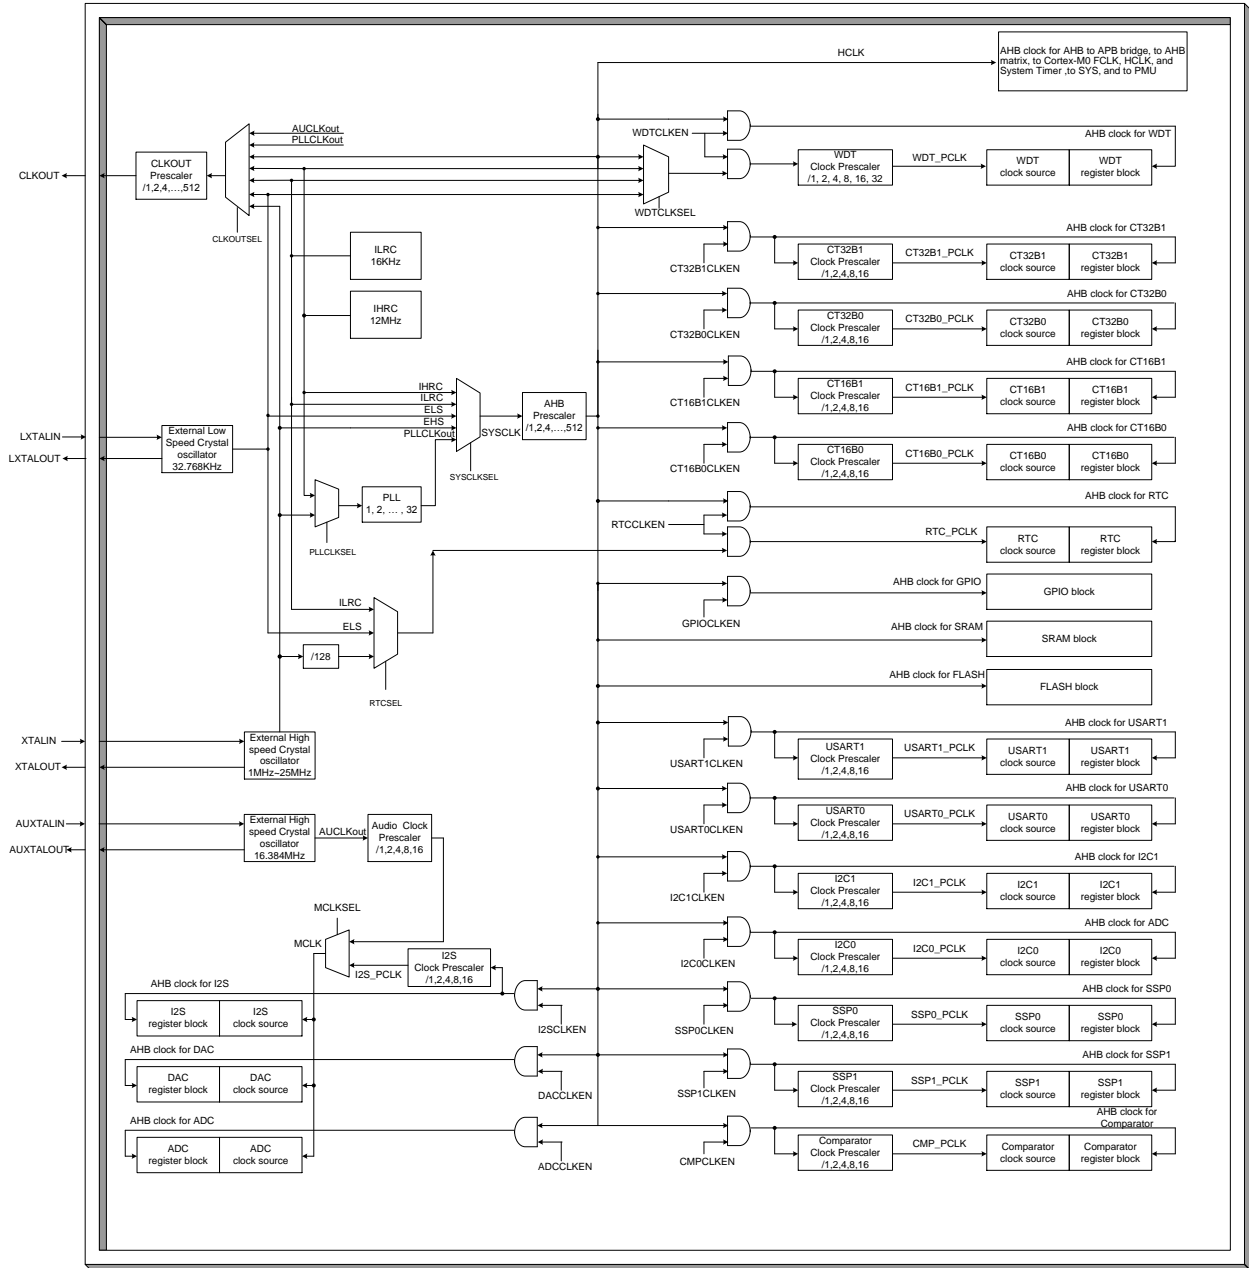 HCLK
AHB clock for AHB to APB bridge, to AHB
matrix, to Cortex-M0 FCLK, HCLK, and
System Timer ,to SYS, and to PMU
AUCLKout
PLLCLKout
CLKOUT
CLKOUT
Prescaler
/1,2,4,…,512
CLKOUTSEL
WDTCLKEN
WDTCLKSEL
WDT
Clock Prescaler
/1, 2, 4, 8, 16, 32
WDT_PCLK
AHB clock for WDT
WDT
clock source
WDT
register block
ILRC
16KHz
IHRC
12MHz
CT32B1CLKEN
CT32B1
Clock Prescaler
/1,2,4,8,16
CT32B1_PCLK
AHB clock for CT32B1
CT32B1
clock source
CT32B1
register block
CT32B0CLKEN
CT32B0
Clock Prescaler
/1,2,4,8,16
CT32B0_PCLK
AHB clock for CT32B0
CT32B0
clock source
CT32B0
register block
CT16B1CLKEN
CT16B1
Clock Prescaler
/1,2,4,8,16
CT16B1_PCLK
AHB clock for CT16B1
CT16B1
clock source
CT16B1
register block
IHRC
ILRC
ELS
EHS
PLLCLKout
SYSCLK
SYSCLKSEL
AHB
Prescaler
/1,2,4,…,512
LXTALIN
LXTALOUT
External Low
Speed Crystal
oscillator
32.768KHz
CT16B0CLKEN
CT16B0
Clock Prescaler
/1,2,4,8,16
CT16B0_PCLK
AHB clock for CT16B0
CT16B0
clock source
CT16B0
register block
PLLCLKSEL
PLL
1, 2, … , 32
RTCCLKEN
RTC_PCLK
AHB clock for RTC
RTC
clock source
RTC
register block
ILRC
ELS
/128
RTCSEL
GPIOCLKEN
AHB clock for GPIO
GPIO block
AHB clock for SRAM
SRAM block
AHB clock for FLASH
FLASH block
XTALIN
XTALOUT
External High
speed Crystal
oscillator
1MHz~25MHz
USART1CLKEN
USART1
Clock Prescaler
/1,2,4,8,16
USART1_PCLK
AHB clock for USART1
USART1
clock source
USART1
register block
AUXTALIN
AUXTALOUT
External High
speed Crystal
oscillator
16.384MHz
AUCLKout
Audio Clock
Prescaler
/1,2,4,8,16
USART0CLKEN
USART0
Clock Prescaler
/1,2,4,8,16
USART0_PCLK
AHB clock for USART0
USART0
clock source
USART0
register block
I2C1CLKEN
I2C1
Clock Prescaler
/1,2,4,8,16
I2C1_PCLK
AHB clock for I2C1
I2C1
clock source
I2C1
register block
MCLKSEL
MCLK
I2S_PCLK
I2S
Clock Prescaler
/1,2,4,8,16
I2C0CLKEN
I2C0
Clock Prescaler
/1,2,4,8,16
I2C0_PCLK
AHB clock for ADC
I2C0
clock source
I2C0
register block
AHB clock for I2S
I2S
register block
I2S
clock source
I2SCLKEN
SSP0CLKEN
SSP0
Clock Prescaler
/1,2,4,8,16
SSP0_PCLK
AHB clock for SSP0
SSP0
clock source
SSP0
register block
AHB clock for DAC
DAC
register block
DAC
clock source
DACCLKEN
SSP1CLKEN
SSP1
Clock Prescaler
/1,2,4,8,16
SSP1_PCLK
AHB clock for SSP1
SSP1
clock source
SSP1
register block
AHB clock for ADC
ADC
register block
ADC
clock source
ADCCLKEN
CMPCLKEN
Comparator
Clock Prescaler
/1,2,4,8,16
CMP_PCLK
AHB clock for
Comparator
Comparator
clock source
Comparator
register block